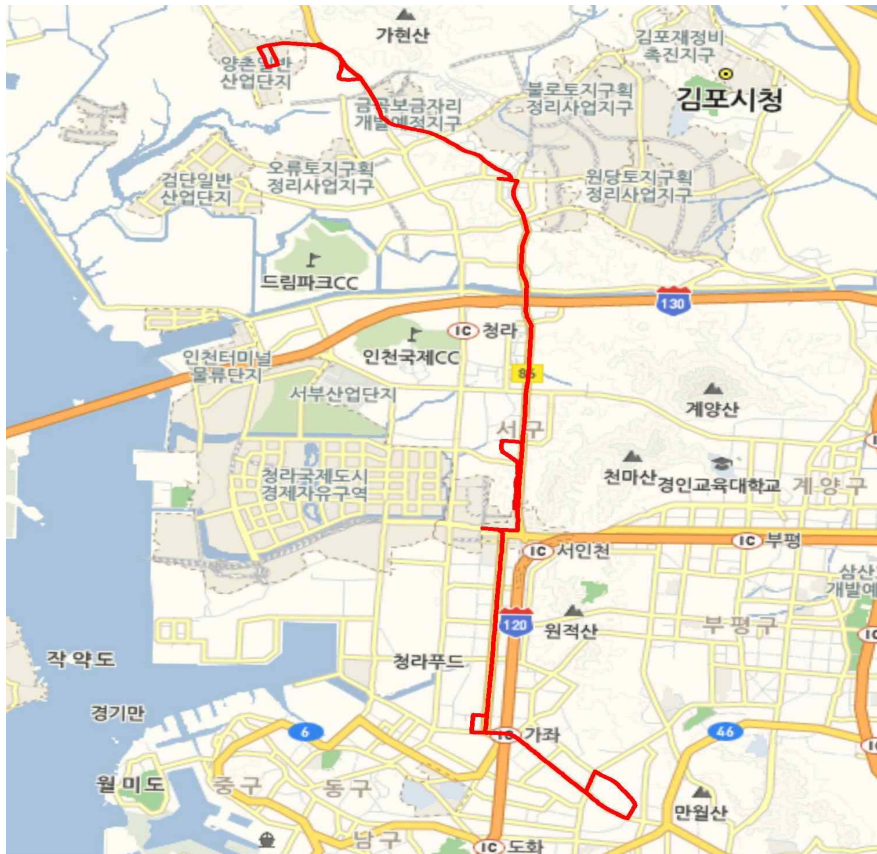 가현산
김포재정비
촉진지구
양촌일반
산업단지
김포시청
불로토지구획
정리사업지구
금곡보금자리
개발예정지구
오류토지구획
정리사업지구
원당토지구획
정리사업지구
검단일반
산업단지
드림파크CC
130
IC 청라
인천국제CC
인천터미널
물류단지
86
서부산업단지
계양산
서구
천마산
경인교육대학교
계양구
청라국제도시
경제자유구역
IC 부평
IC 서인천
삼산
개발예
120
원적산
부평구
작약도
청라푸드
경기만
6
IC 가좌
46
월미도
중구
동구
만월산
남구
IC 도화